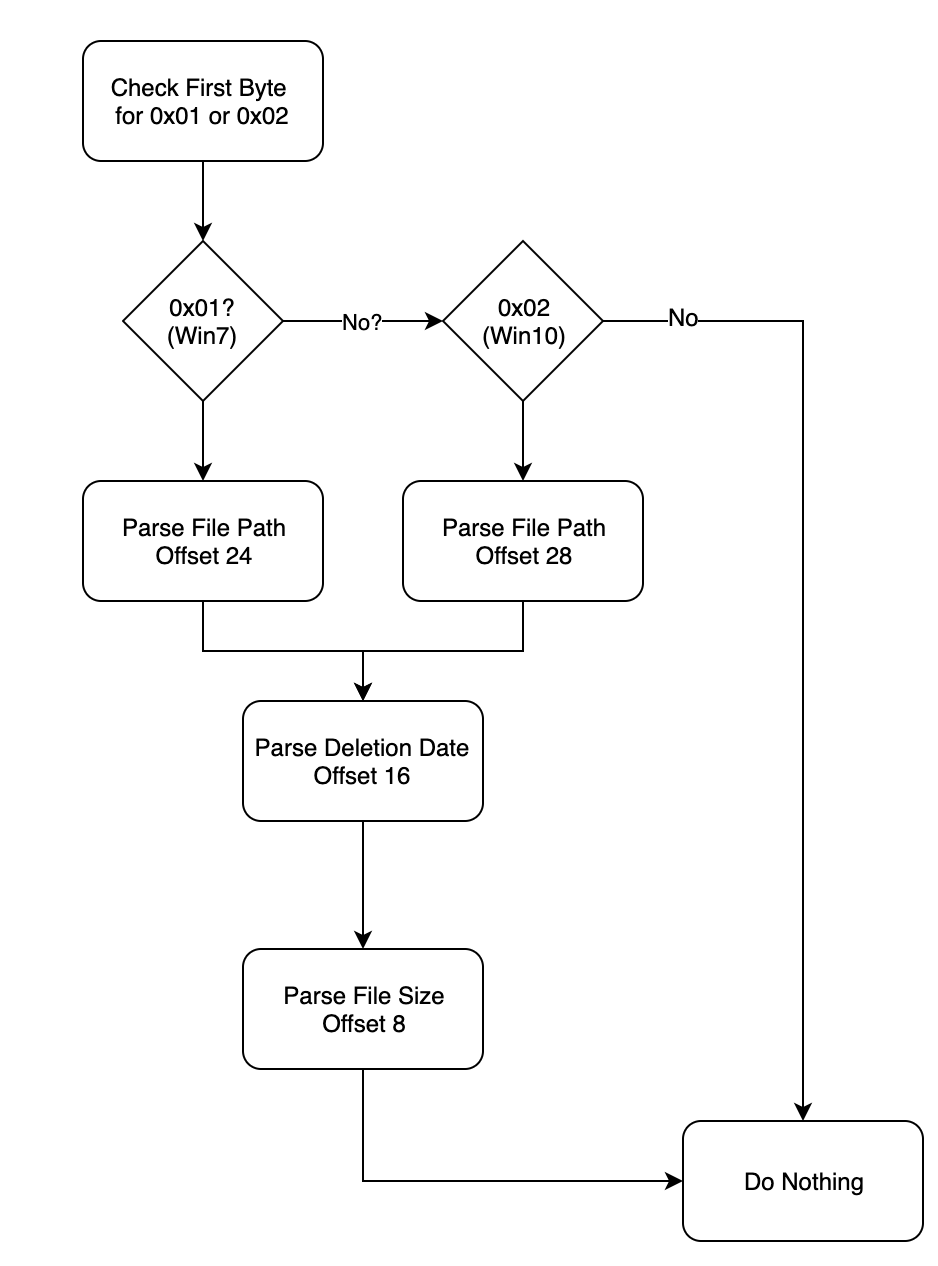 Check First Byte
for 0x01 or 0x02
0x01?
(Win7)
No?
0x02
(Win10)
No
Parse File Path
Offset 24
Parse File Path
Offset 28
Parse Deletion Date
Offset 16
Parse File Size
Offset 8
Do Nothing